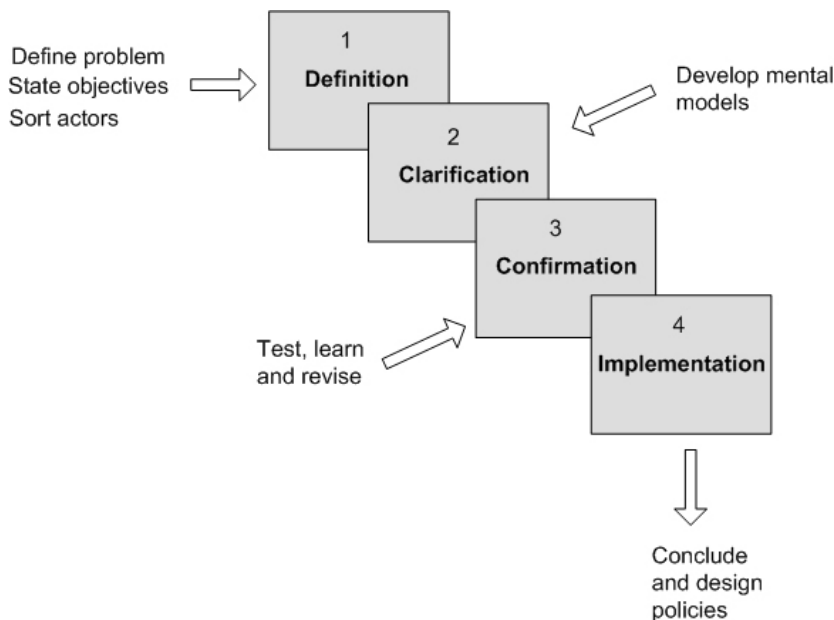 1
Definition
Define problem
State objectives
Sort actors
2
Clarification
Develop mental
models
3
Confirmation
Test, learn
and revise
4
Implementation
Conclude
and design
policies